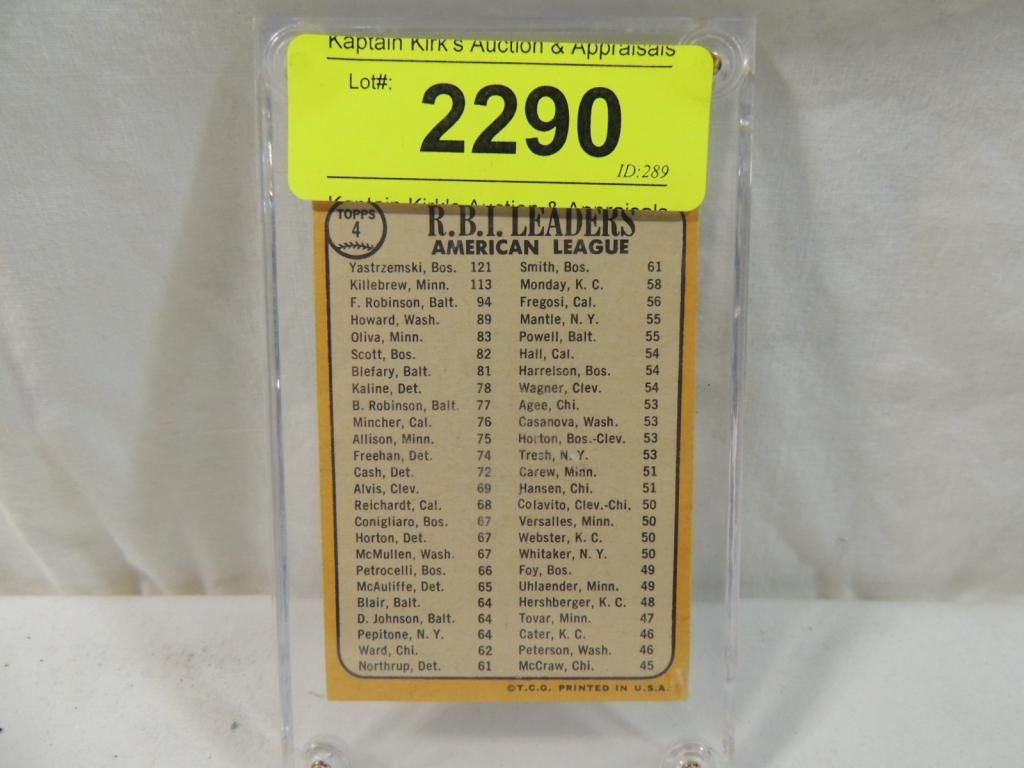 Kaptain Kirk's Auction & Appraisals
Lot#:
2290
ID:289
Kaptain Kirk's Auction & Appraisals
TOPPS
4
R.B.I. LEADERS
AMERICAN LEAGUE
Yastrzemski, Bos. 121 Smith, Bos. 61
Killebrew, Minn. 113 Monday, K. C. 58
F. Robinson, Balt. 94 Fregosi, Cal. 56
Howard, Wash. 89 Mantle, N. Y. 55
Oliva, Minn. 83 Powell, Balt. 55
Scott, Bos. 82 Hall, Cal. 54
Blefary, Balt. 81 Harrelson, Bos. 54
Kaline, Det. 78 Wagner, Clev. 54
B. Robinson, Balt. 77 Agee, Chi. 53
Mincher, Cal. 76 Casanova, Wash. 53
Allison, Minn. 75 Horton, Bos.-Clev. 53
Freehan, Det. 74 Tresh, N. Y. 53
Cash, Det. 72 Carew, Minn. 51
Alvis, Clev. 69 Hansen, Chi. 51
Reichardt, Cal. 68 Colavito, Clev.-Chi. 50
Conigliaro, Bos. 67 Versalles, Minn. 50
Horton, Det. 67 Webster, K. C. 50
McMullen, Wash. 67 Whitaker, N. Y. 50
Petrocelli, Bos. 66 Foy, Bos. 49
McAuliffe, Det. 65 Uhlaender, Minn. 49
Blair, Balt. 64 Hershberger, K. C. 48
D. Johnson, Balt. 64 Tovar, Minn. 47
Pepitone, N. Y. 64 Cater, K. C. 46
Ward, Chi. 62 Peterson, Wash. 46
Northrup, Det. 61 McCraw, Chi. 45
©T.C.G. PRINTED IN U.S.A.